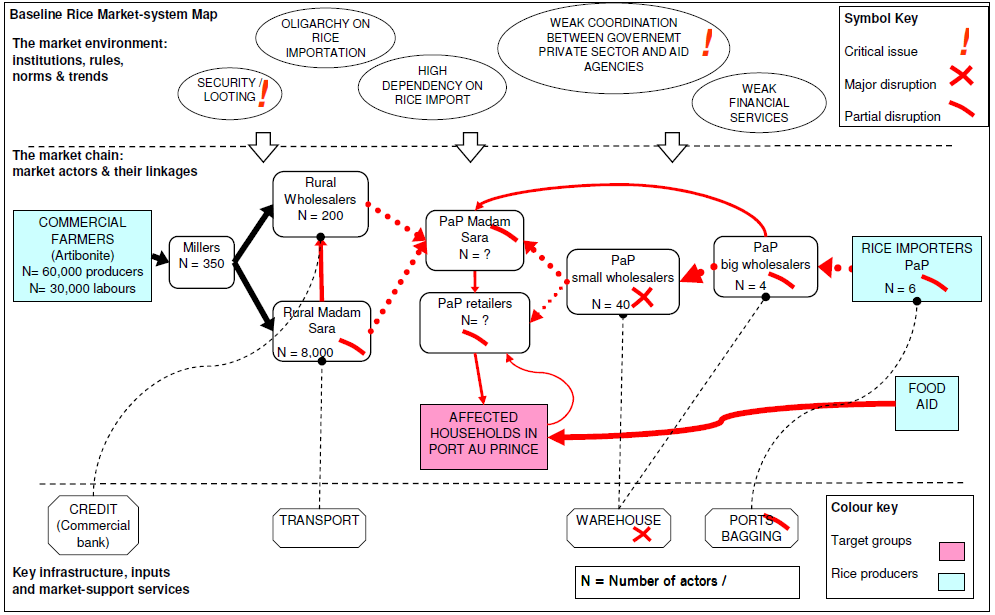 Baseline Rice Market-system Map
The market environment:
institutions, rules,
norms & trends
SECURITY /
LOOTING
OLIGARCHY ON
RICE
IMPORTATION
HIGH
DEPENDENCY ON
RICE IMPORT
WEAK COORDINATION
BETWEEN GOVERNEMT
PRIVATE SECTOR AND AID
AGENCIES
WEAK
FINANCIAL
SERVICES
Symbol Key
Critical issue
Major disruption
Partial disruption
The market chain:
market actors & their linkages
COMMERCIAL
FARMERS
(Artibonite)
N= 60,000 producers
N= 30,000 labours
Millers
N = 350
Rural
Wholesalers
N = 200
Rural Madam
Sara
N = 8,000
PaP Madam
Sara
N = ?
PaP retailers
N= ?
PaP
small wholesalers
N = 40
PaP
big wholesalers
N = 4
RICE IMPORTERS
PaP
N = 6
FOOD
AID
AFFECTED
HOUSEHOLDS IN
PORT AU PRINCE
CREDIT
(Commercial
bank)
TRANSPORT
WAREHOUSE
PORTS
BAGGING
Key infrastructure, inputs
and market-support services
N = Number of actors /
Colour key
Target groups
Rice producers